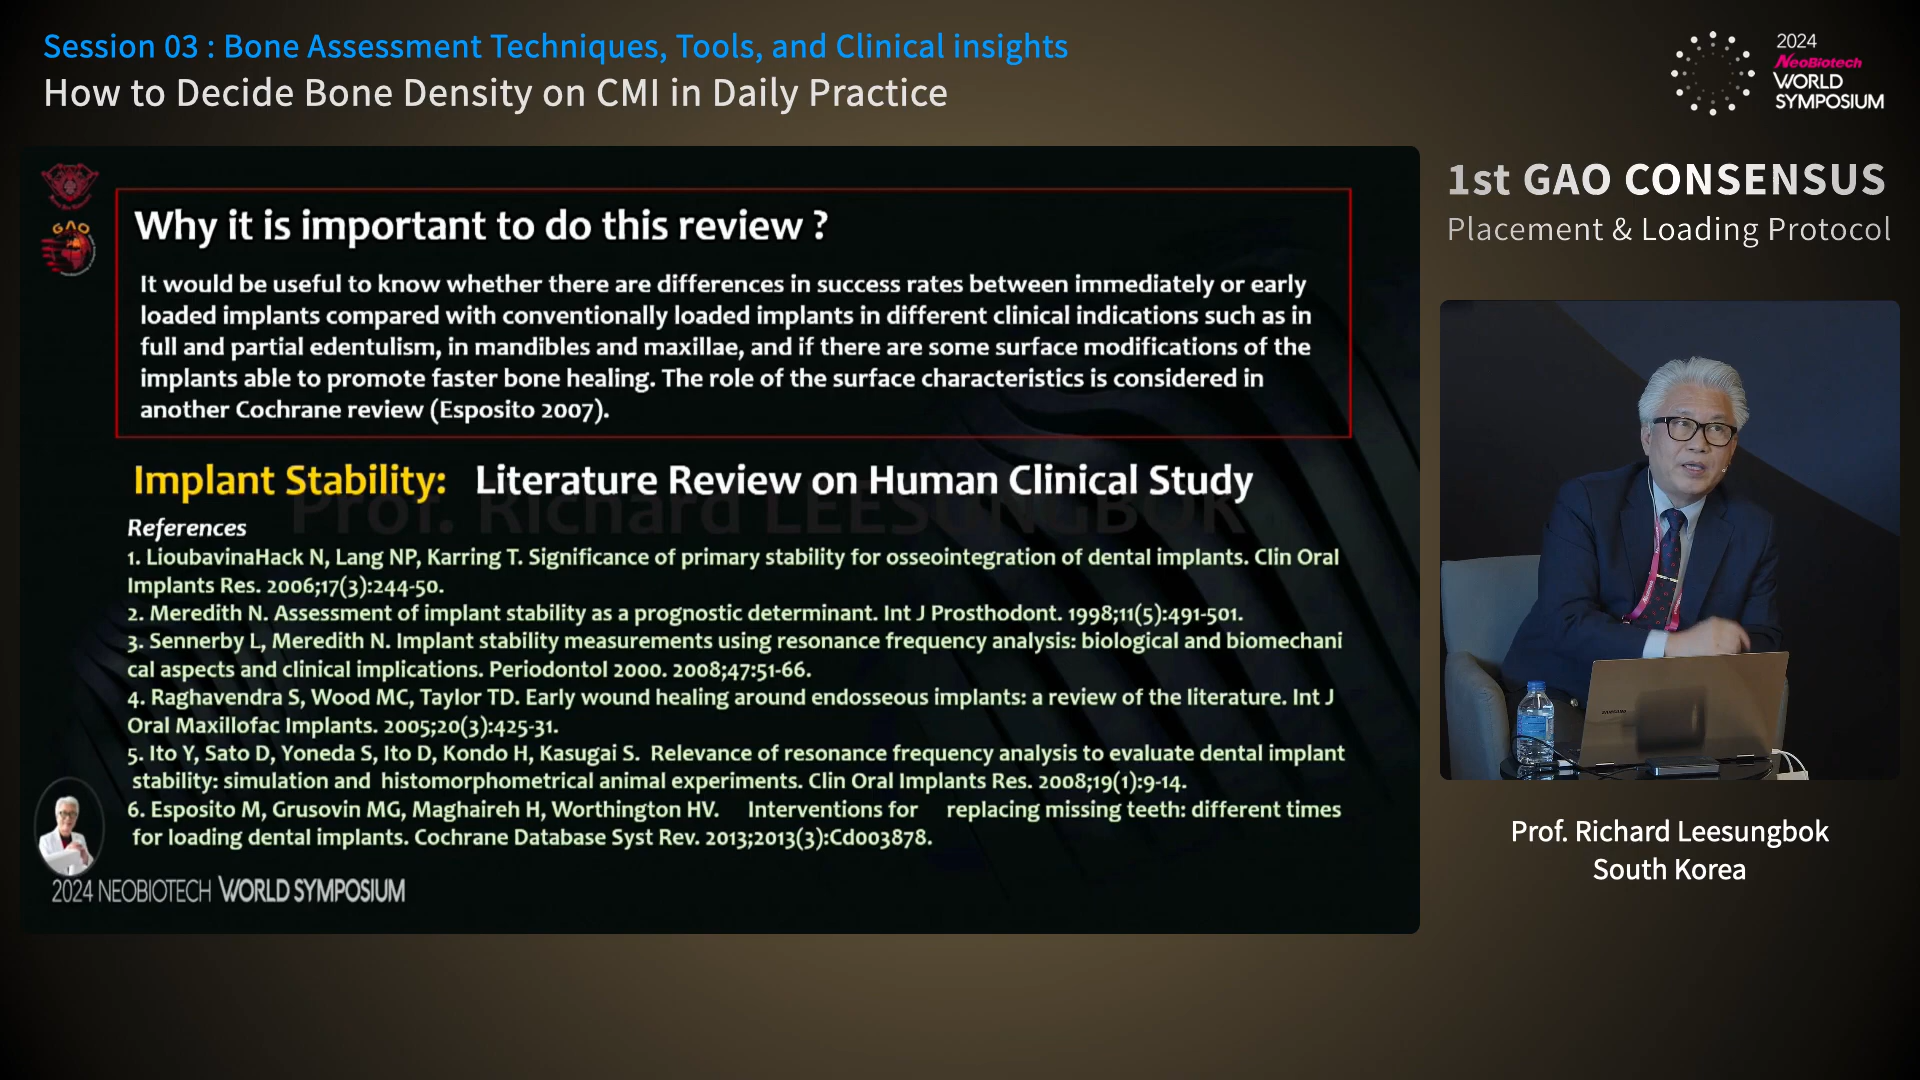 Session 03 : Bone Assessment Techniques, Tools, and Clinical insights
How to Decide Bone Density on CMI in Daily Practice
2024
NeoBiotech
WORLD
SYMPOSIUM
1st GAO CONSENSUS
Placement & Loading Protocol
GAO
Why it is important to do this review ?
It would be useful to know whether there are differences in success rates between immediately or early
loaded implants compared with conventionally loaded implants in different clinical indications such as in
full and partial edentulism, in mandibles and maxillae, and if there are some surface modifications of the
implants able to promote faster bone healing. The role of the surface characteristics is considered in
another Cochrane review (Esposito 2007).
Implant Stability: Literature Review on Human Clinical Study
Prof. Richard LEESUNGBOK
References
1. LioubavinaHack N, Lang NP, Karring T. Significance of primary stability for osseointegration of dental implants. Clin Oral
Implants Res. 2006;17(3):244-50.
2. Meredith N. Assessment of implant stability as a prognostic determinant. Int J Prosthodont. 1998;11(5):491-501.
3. Sennerby L, Meredith N. Implant stability measurements using resonance frequency analysis: biological and biomechani
cal aspects and clinical implications. Periodontol 2000. 2008;47:51-66.
4. Raghavendra S, Wood MC, Taylor TD. Early wound healing around endosseous implants: a review of the literature. Int J
Oral Maxillofac Implants. 2005;20(3):425-31.
5. Ito Y, Sato D, Yoneda S, Ito D, Kondo H, Kasugai S. Relevance of resonance frequency analysis to evaluate dental implant
stability: simulation and histomorphometrical animal experiments. Clin Oral Implants Res. 2008;19(1):9-14.
6. Esposito M, Grusovin MG, Maghaireh H, Worthington HV. Interventions for replacing missing teeth: different times
for loading dental implants. Cochrane Database Syst Rev. 2013;2013(3):Cd003878.
2024 NEOBIOTECH WORLD SYMPOSIUM
SAMSUNG
Prof. Richard Leesungbok
South Korea